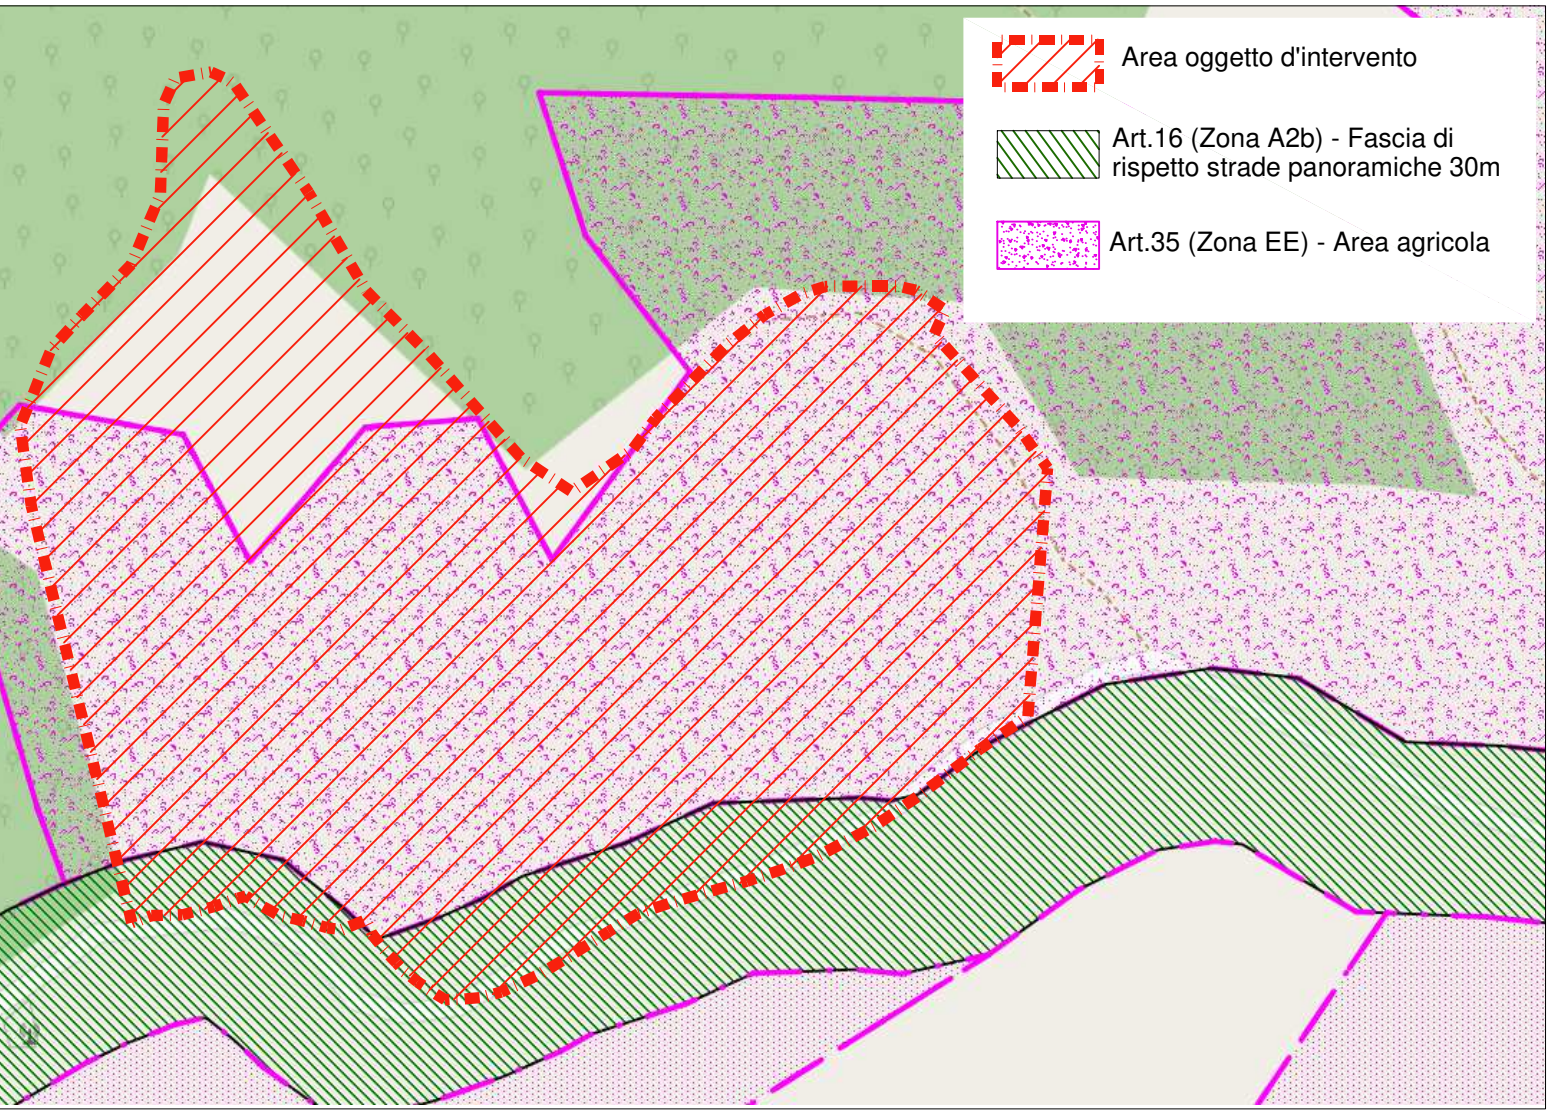 Area oggetto d'intervento
Art.16 (Zona A2b) - Fascia di
rispetto strade panoramiche 30m
Art.35 (Zona EE) - Area agricola